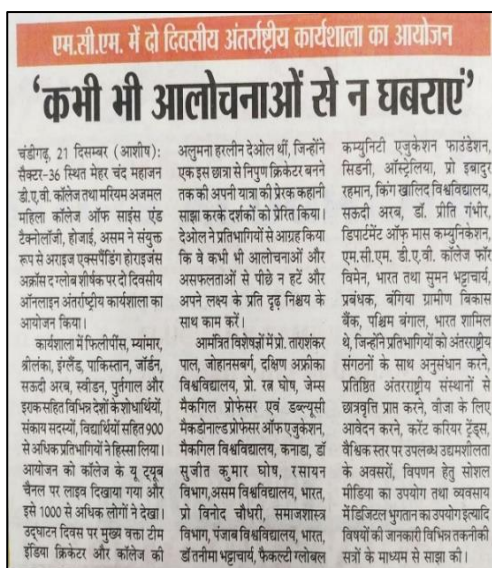 एम.सी.एम. में दो दिवसीय अंतर्राष्ट्रीय कार्यशाला का आयोजन
'कभी भी आलोचनाओं से न घबराएं'
चंडीगढ़, 21 दिसम्बर (आशीष):
सैक्टर-36 स्थित मेहर चंद महाजन
डी.ए.वी. कॉलेज तथा मरियम अजमल
महिला कॉलेज ऑफ साइंस एंड
टैक्नोलॉजी, होजाई, असम ने संयुक्त
रूप से अराइज एक्सपैंडिंग होराइजंस
अक्रॉस द ग्लोब शीर्षक पर दो दिवसीय
ऑनलाइन अंतर्राष्ट्रीय कार्यशाला का
आयोजन किया।
कार्यशाला में फिलीपींस, म्यांमार,
श्रीलंका, इंग्लैंड, पाकिस्तान, जॉर्डन,
सऊदी अरब, स्वीडन, पुर्तगाल और
इराक सहित विभिन्न देशों के शोधार्थियों,
संकाय सदस्यों, विद्यार्थियों सहित 900
से अधिक प्रतिभागियों ने हिस्सा लिया।
आयोजन को कॉलेज के यू ट्यूब
चैनल पर लाइव दिखाया गया और
इसे 1000 से अधिक लोगों ने देखा।
उद्घाटन दिवस पर मुख्य वक्ता टीम
इंडिया क्रिकेटर और कॉलेज की
अलुमना हरलीन देओल थीं, जिन्होंने
एक इस छात्रा से निपुण क्रिकेटर बनने
तक की अपनी यात्रा की प्रेरक कहानी
साझा करके दर्शकों को प्रेरित किया।
देओल ने प्रतिभागियों से आग्रह किया
कि वे कभी भी आलोचनाओं और
असफलताओं से पीछे न हटें और
अपने लक्ष्य के प्रति दृढ़ निश्चय के
साथ काम करें।
आमंत्रित विशेषज्ञों में प्रो. ताराशंकर
पाल, जोहानसबर्ग, दक्षिण अफ्रीका
विश्वविद्यालय, प्रो. रत्न घोष, जेम्स
मैकगिल प्रोफेसर एवं डब्ल्यूसी
मैकडोनाल्ड प्रोफेसर ऑफ एजुकेशन,
मैकगिल विश्वविद्यालय, कनाडा, डॉ
सुजीत कुमार घोष, रसायन
विभाग,असम विश्वविद्यालय, भारत,
प्रो विनोद चौधरी, समाजशास्त्र
विभाग, पंजाब विश्वविद्यालय, भारत,
डॉ तनीमा भट्टाचार्य, फैकल्टी ग्लोबल
कम्युनिटी एजुकेशन फाउंडेशन,
सिडनी, ऑस्ट्रेलिया, प्रो इबादुर
रहमान, किंग खालिद विश्वविद्यालय,
सऊदी अरब, डॉ. प्रीति गंभीर,
डिपार्टमेंट ऑफ मास कम्युनिकेशन,
एम.सी.एम. डी.ए.वी. कॉलेज फॉर
विमेन, भारत तथा सुमन भट्टाचार्य,
प्रबंधक, बंगिया ग्रामीण विकास
बैंक, पश्चिम बंगाल, भारत शामिल
थे, जिन्होंने प्रतिभागियों को अंतरराष्ट्रीय
संगठनों के साथ अनुसंधान करने,
प्रतिष्ठित अंतरराष्ट्रीय संस्थानों से
छात्रवृत्ति प्राप्त करने, वीजा के लिए
आवेदन करने, करेंट करियर ट्रेंड्स,
वैश्विक स्तर पर उपलब्ध उद्यमशीलता
के अवसरों, विपणन हेतु सोशल
मीडिया का उपयोग तथा व्यवसाय
में डिजिटल भुगतान का उपयोग इत्यादि
विषयों की जानकारी विभिन्न तकनीकी
सत्रों के माध्यम से साझा की।